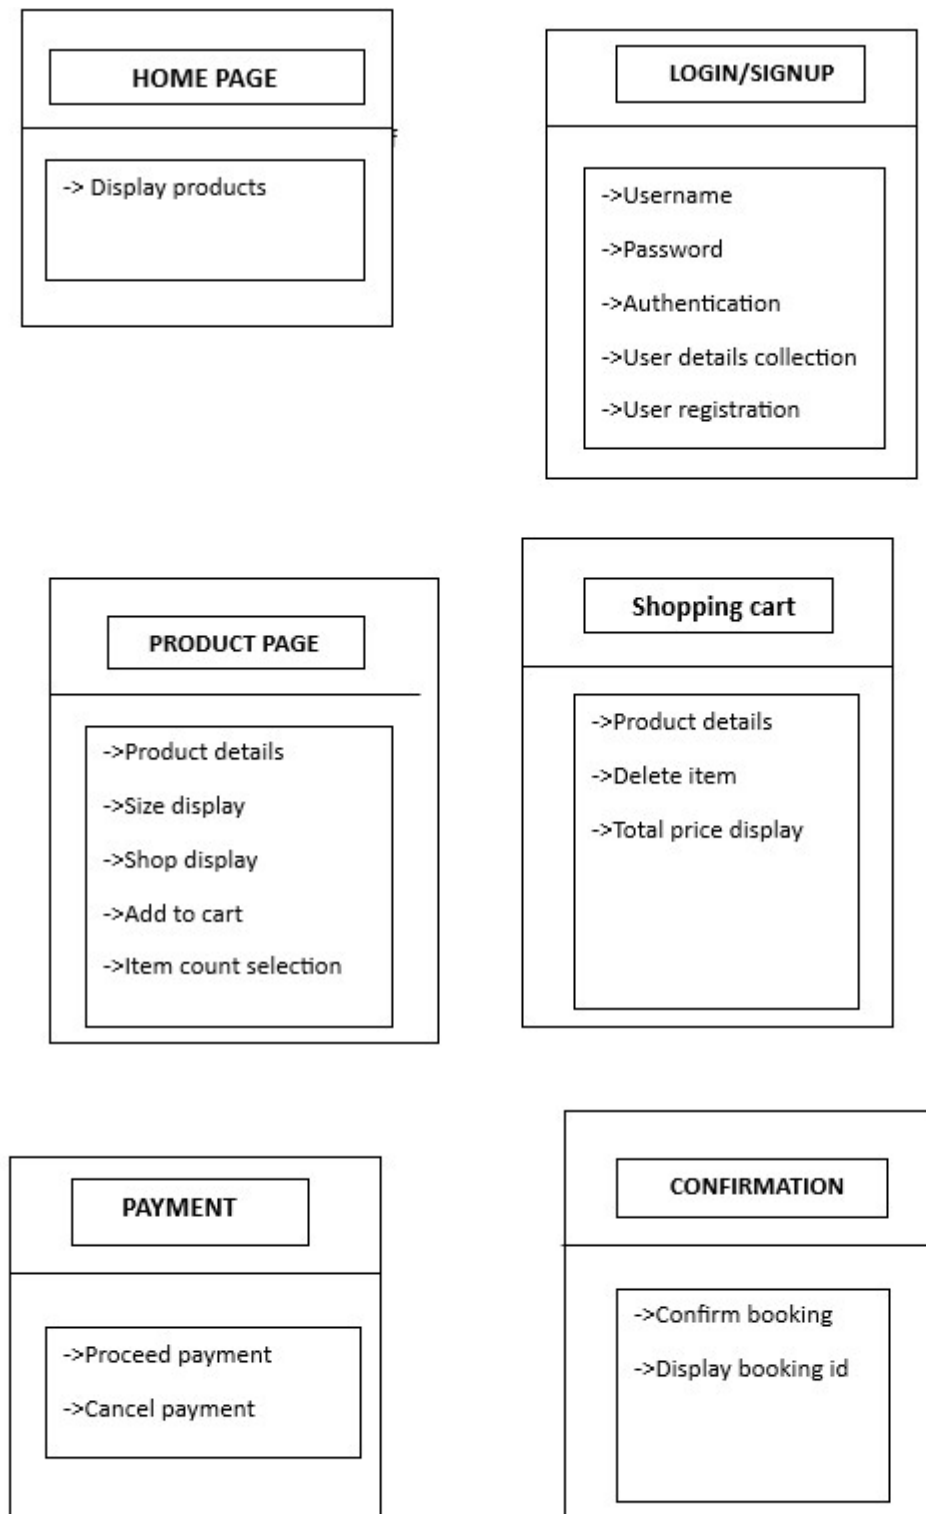 HOME PAGE
-> Display products
LOGIN/SIGNUP
->Username
->Password
->Authentication
->User details collection
->User registration
PRODUCT PAGE
->Product details
->Size display
->Shop display
->Add to cart
->Item count selection
Shopping cart
->Product details
->Delete item
->Total price display
PAYMENT
->Proceed payment
->Cancel payment
CONFIRMATION
->Confirm booking
->Display booking id